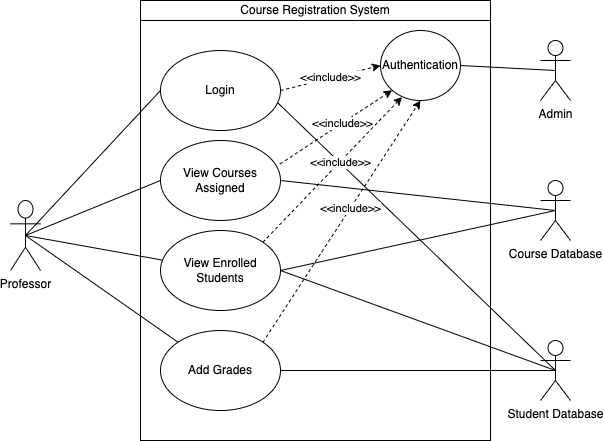 Course Registration System
Login
<<include>>
Authentication
Admin
<<include>>
View Courses
Assigned
<<include>>
<<include>>
Professor
View Enrolled
Students
Course Database
Add Grades
Student Database